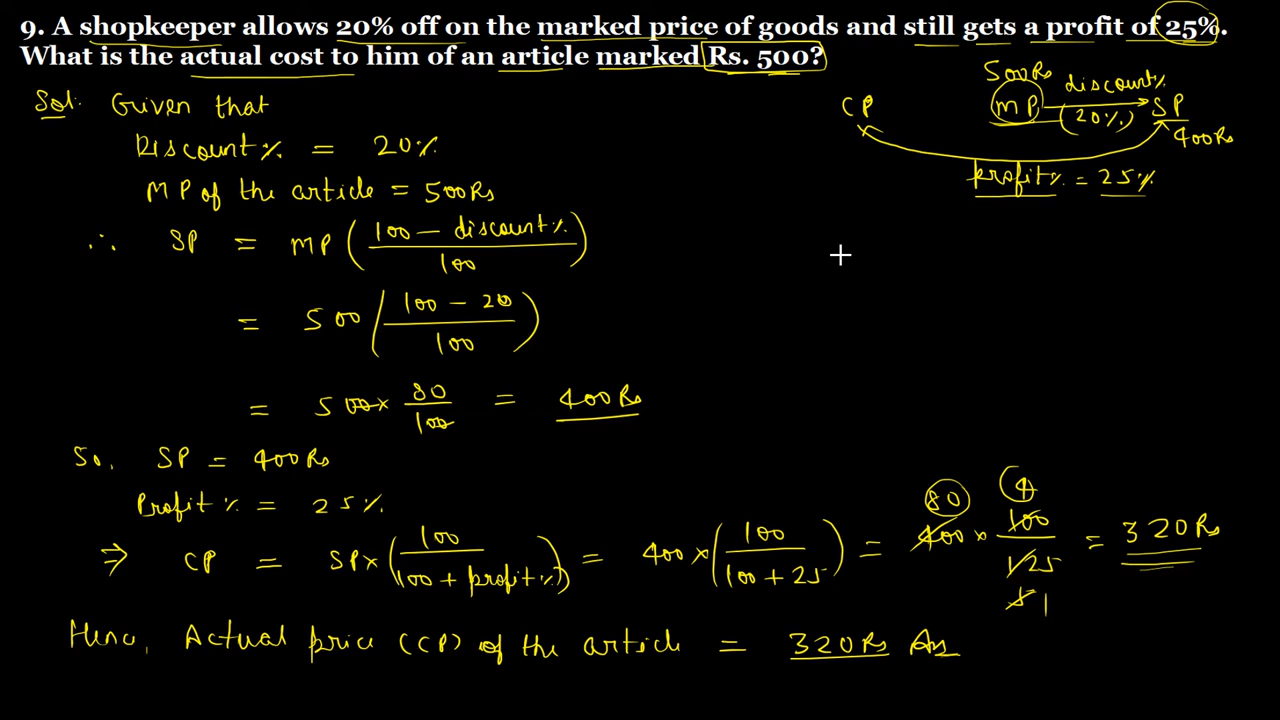 9. A shopkeeper allows 20% off on the marked price of goods and still gets a profit of 25%.
What is the actual cost to him of an article marked Rs. 500?
Sol: Given that
Discount% = 20%
MP of the article = 500Rs
∴ SP = MP (100 - discount% / 100)
= 500 (100 - 20 / 100)
= 500 × 80/100 = 400Rs
So, SP = 400Rs
Profit% = 25%
⇒ CP = SP × (100 / 100 + profit%) = 400 × (100 / 100 + 25) = 400 × 100/125 = 320Rs
80 4
5 1
Hence, Actual price (CP) of the article = 320Rs Ans
500Rs
CP MP discount% SP
(20%) 400Rs
profit% = 25%